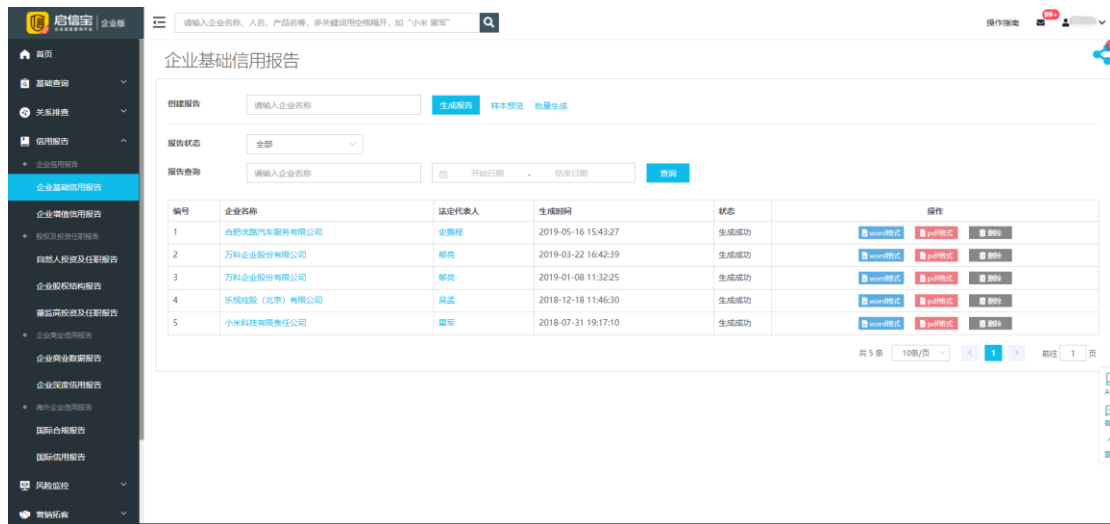 启信宝 企业版
请输入企业名称、人名，产品名等，多关键词用空格隔开，如“小米 雷军”
操作指南 99+
首页
基础查询
关系排查
信用报告
企业信用报告
企业基础信用报告
企业增值信用报告
股权及投资任职报告
自然人投资及任职报告
企业股权结构报告
董监高投资及任职报告
企业商业信用报告
企业商业数据报告
企业深度信用报告
海外企业信用报告
国际合规报告
国际信用报告
风险监控
营销拓客
企业基础信用报告
创建报告 请输入企业名称 生成报告 样本预览 批量生成
报告状态 全部
报告查询 请输入企业名称 开始日期 - 结束日期 查询
编号 企业名称 法定代表人 生成时间 状态 操作
1 合肥优路汽车服务有限公司 史鹏程 2019-05-16 15:43:27 生成成功 word格式 pdf格式 删除
2 万科企业股份有限公司 郁亮 2019-03-22 16:42:39 生成成功 word格式 pdf格式 删除
3 万科企业股份有限公司 郁亮 2019-01-08 11:32:25 生成成功 word格式 pdf格式 删除
4 乐视控股（北京）有限公司 吴孟 2018-12-18 11:46:30 生成成功 word格式 pdf格式 删除
5 小米科技有限责任公司 雷军 2018-07-31 19:17:10 生成成功 word格式 pdf格式 删除
共 5 条 10条/页 1 前往 1 页